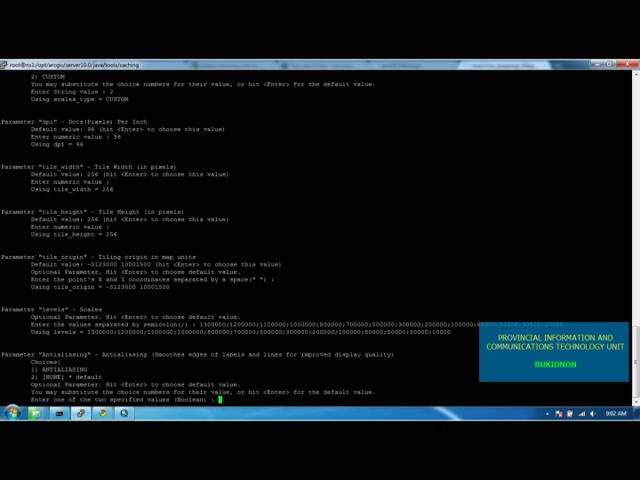 root@ns1:/opt/arcgis/server10.0/java/tools/caching
2) CUSTOM
You may substitute the choice numbers for their value, or hit <Enter> for the default value.
Enter String value : 2
Using scales_type = CUSTOM
Parameter "dpi" - Dots(Pixels) Per Inch
Default value: 96 (hit <Enter> to choose this value)
Enter numeric value : 96
Using dpi = 96
Parameter "tile_width" - Tile Width (in pixels)
Default value: 256 (hit <Enter> to choose this value)
Enter numeric value :
Using tile_width = 256
Parameter "tile_height" - Tile Height (in pixels)
Default value: 256 (hit <Enter> to choose this value)
Enter numeric value :
Using tile_height = 256
Parameter "tile_origin" - Tiling origin in map units
Default value: -5123000 10001500 (hit <Enter> to choose this value)
Optional Parameter. Hit <Enter> to choose default value.
Enter the point's X and Y coordinates separated by a space(" ") :
Using tile_origin = -5123000 10001500
Parameter "levels" - Scales
Optional Parameter. Hit <Enter> to choose default value.
Enter the values separated by semicolon(;) : 1300000;1200000;1100000;1000000;900000;700000;500000;300000;200000;100000
Using levels = 1300000;1200000;1100000;1000000;900000;700000;500000;300000;200000;100000
Parameter "Antialiasing" - Antialiasing (Smoothes edges of labels and lines for improved display quality)
Choices:
1) ANTIALIASING
2) [NONE] * default
Optional Parameter. Hit <Enter> to choose default value.
You may substitute the choice numbers for their value, or hit <Enter> for the default value.
Enter one of the two specified values (Boolean) :
PROVINCIAL INFORMATION AND
COMMUNICATIONS TECHNOLOGY UNIT
BUKIDNON
9:02 AM